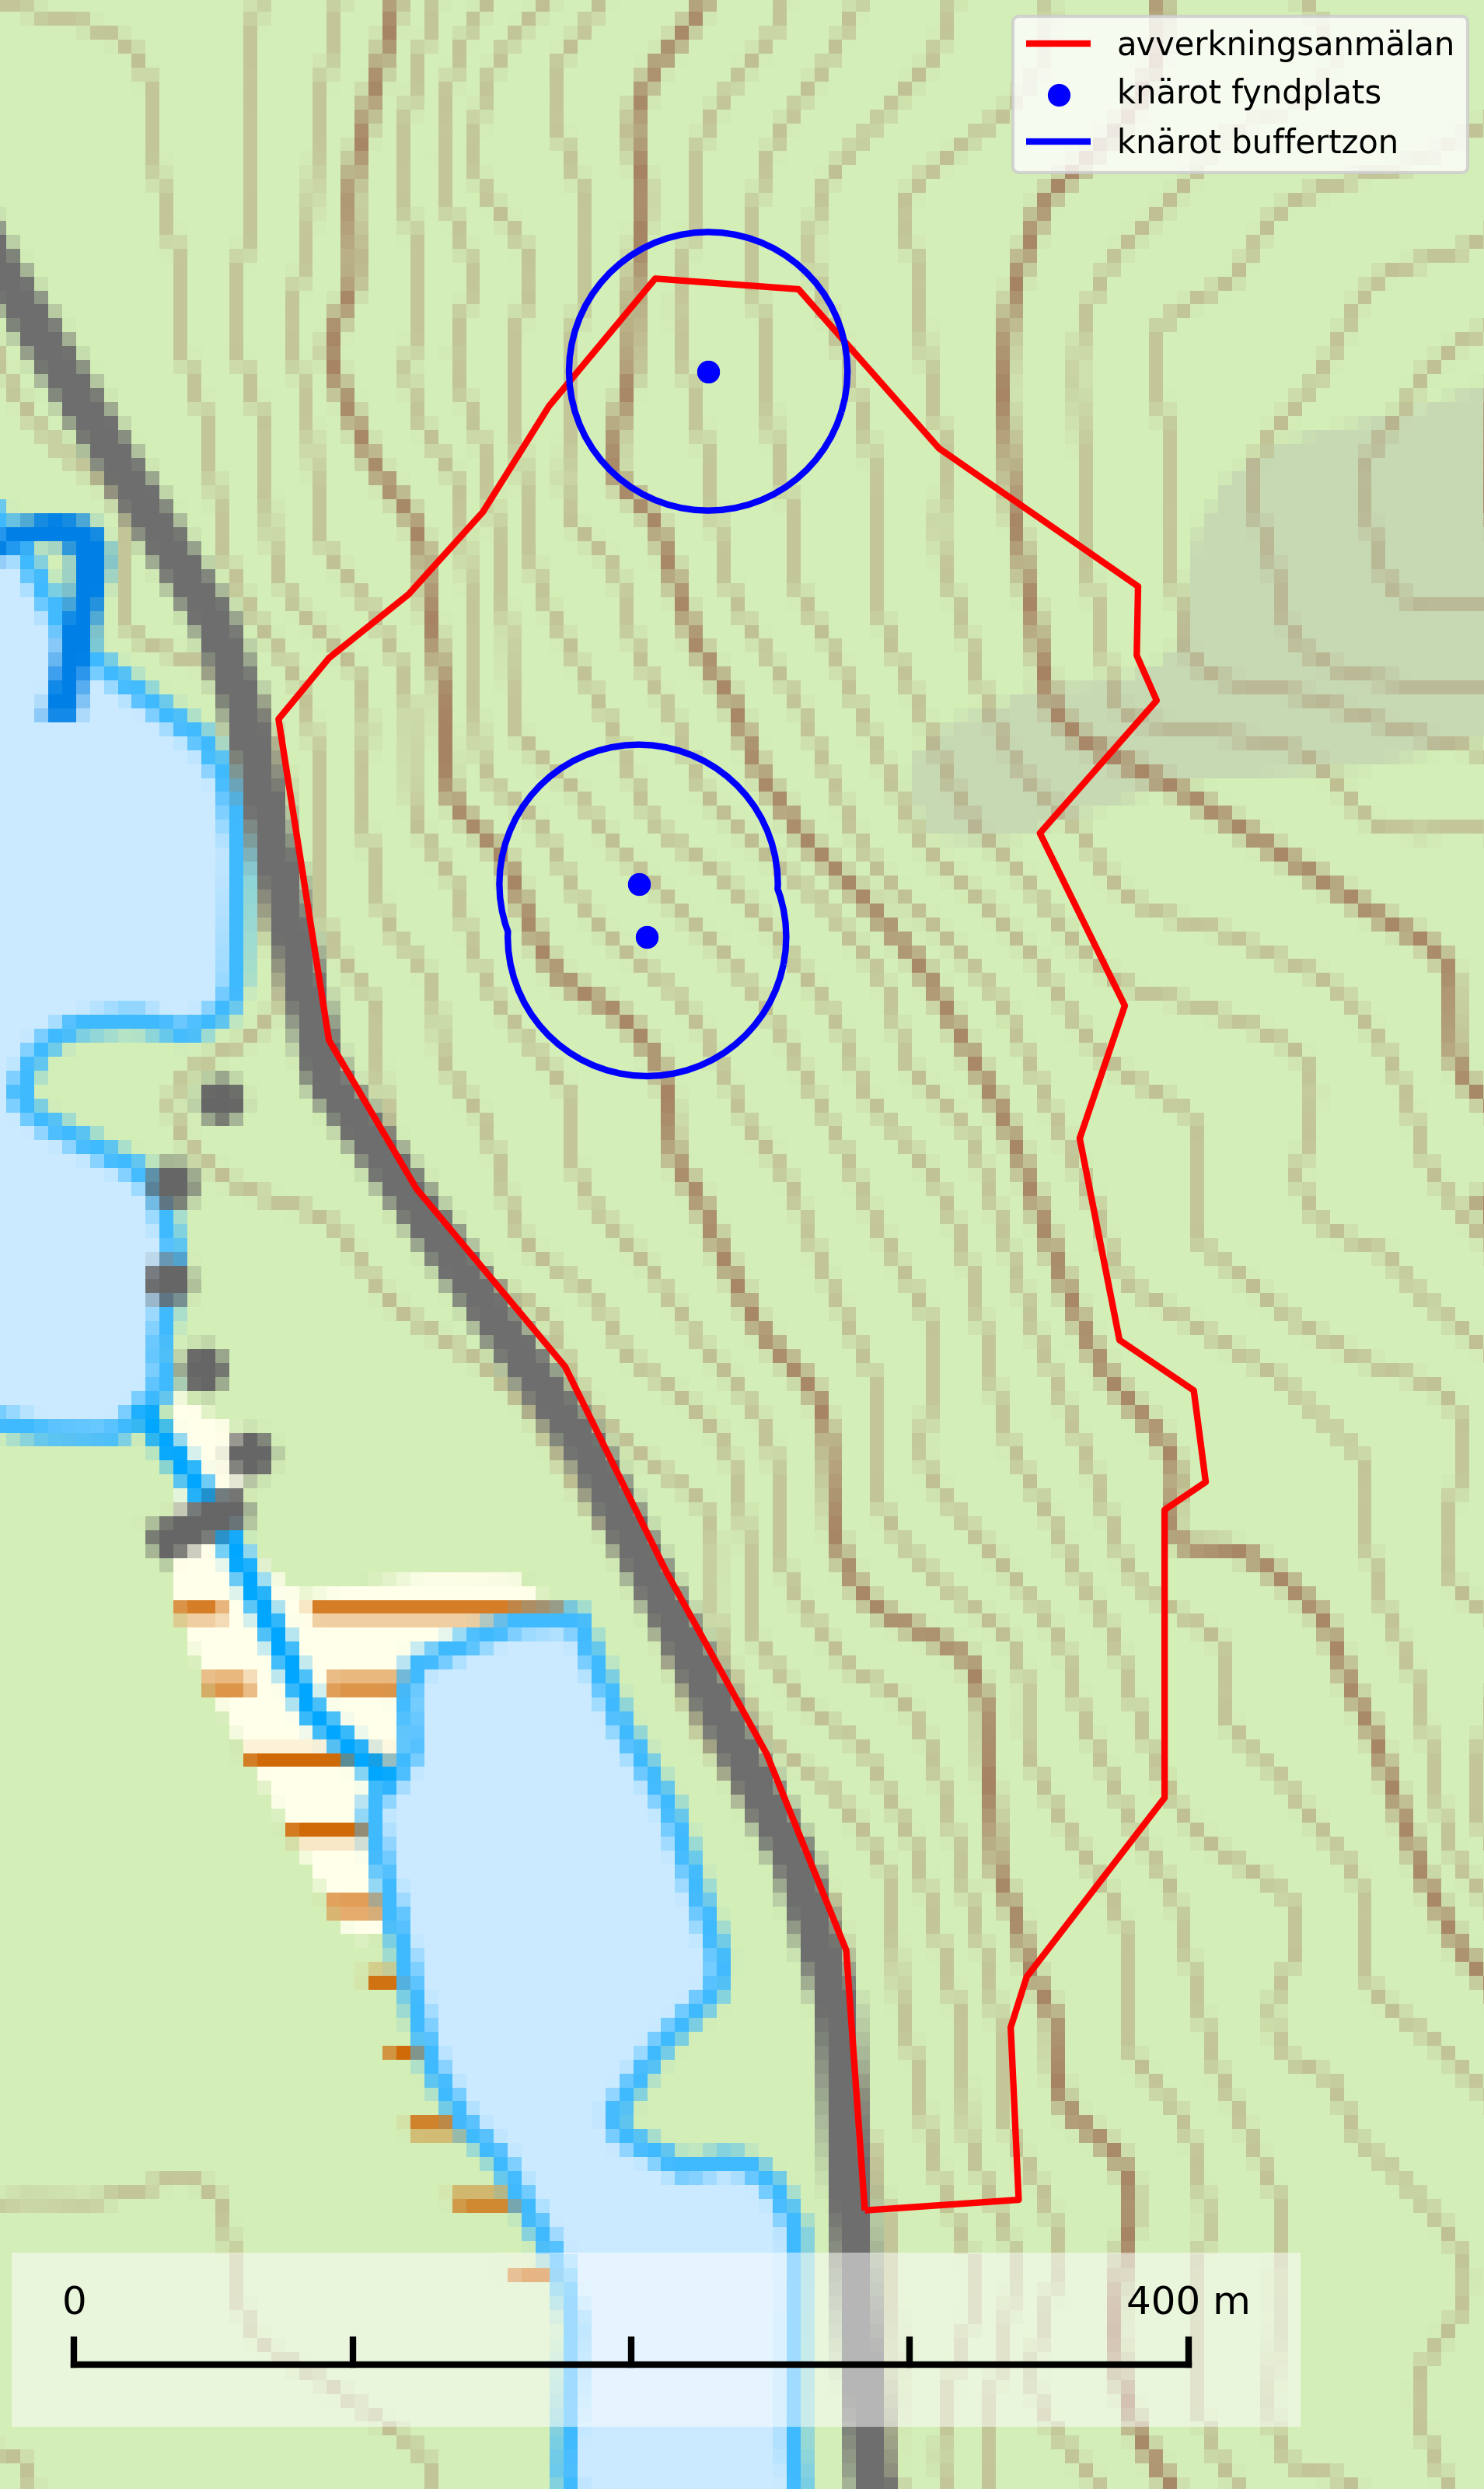 avverkningsanmälan
knärot fyndplats
knärot buffertzon
0
400 m